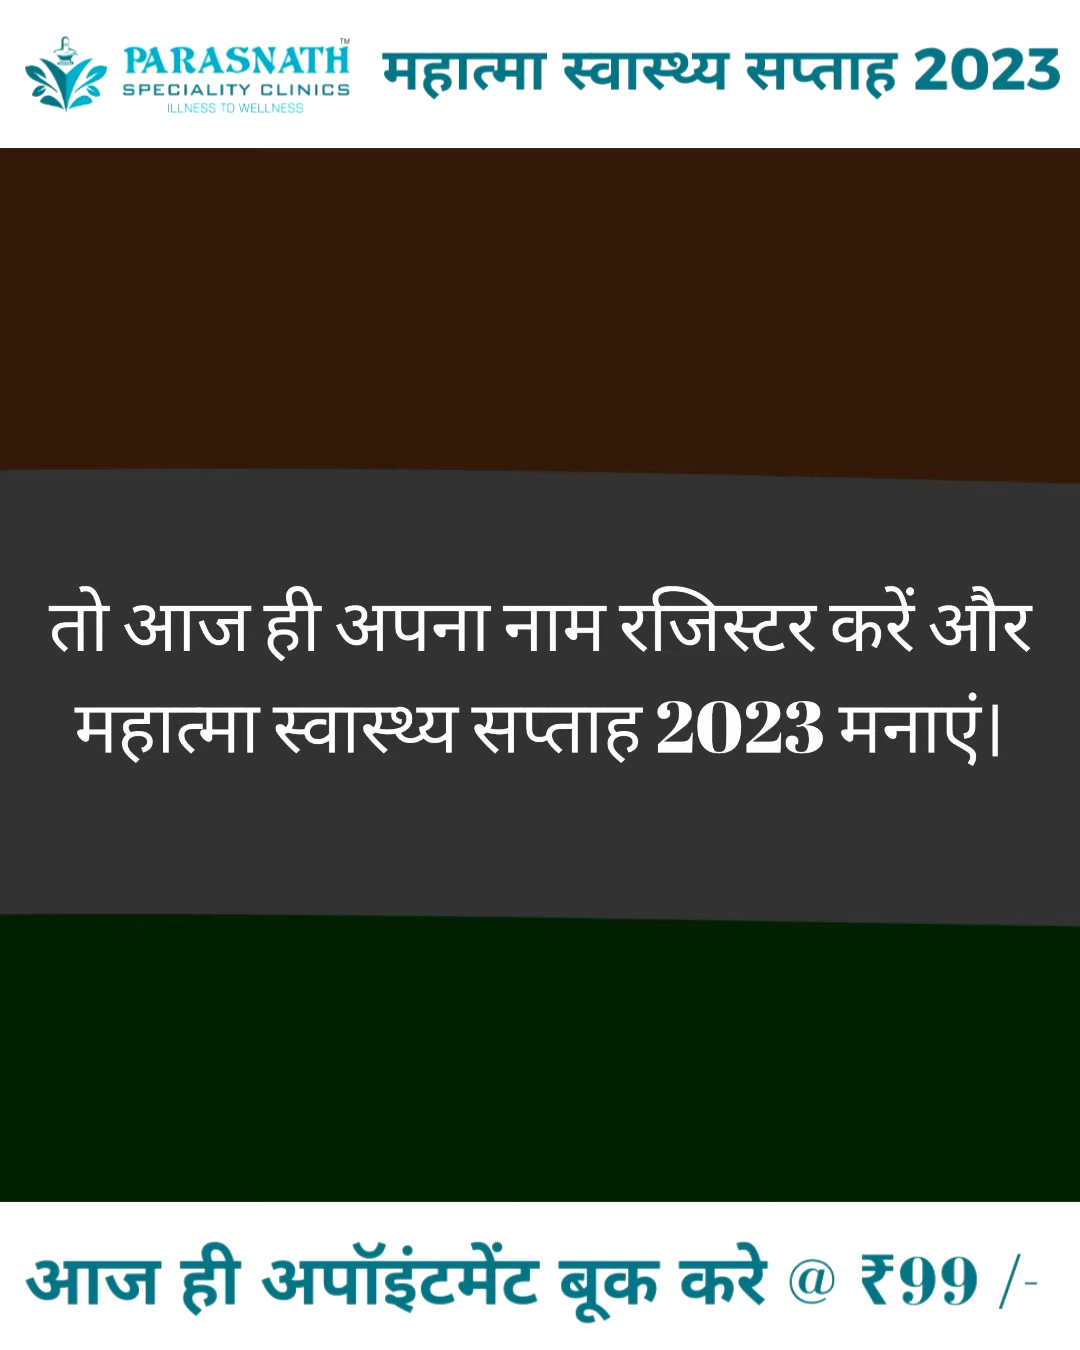 PARASNATH™
SPECIALITY CLINICS
ILLNESS TO WELLNESS
महात्मा स्वास्थ्य सप्ताह 2023
तो आज ही अपना नाम रजिस्टर करें और
महात्मा स्वास्थ्य सप्ताह 2023 मनाएं|
आज ही अपॉइंटमेंट बूक करे @ ₹99 /-